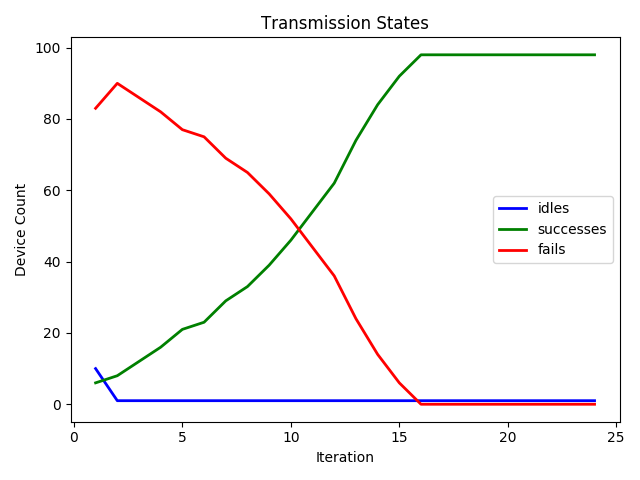 Transmission States
Device Count
100
80
60
40
20
0
idles
successes
fails
0 5 10 15 20 25
Iteration